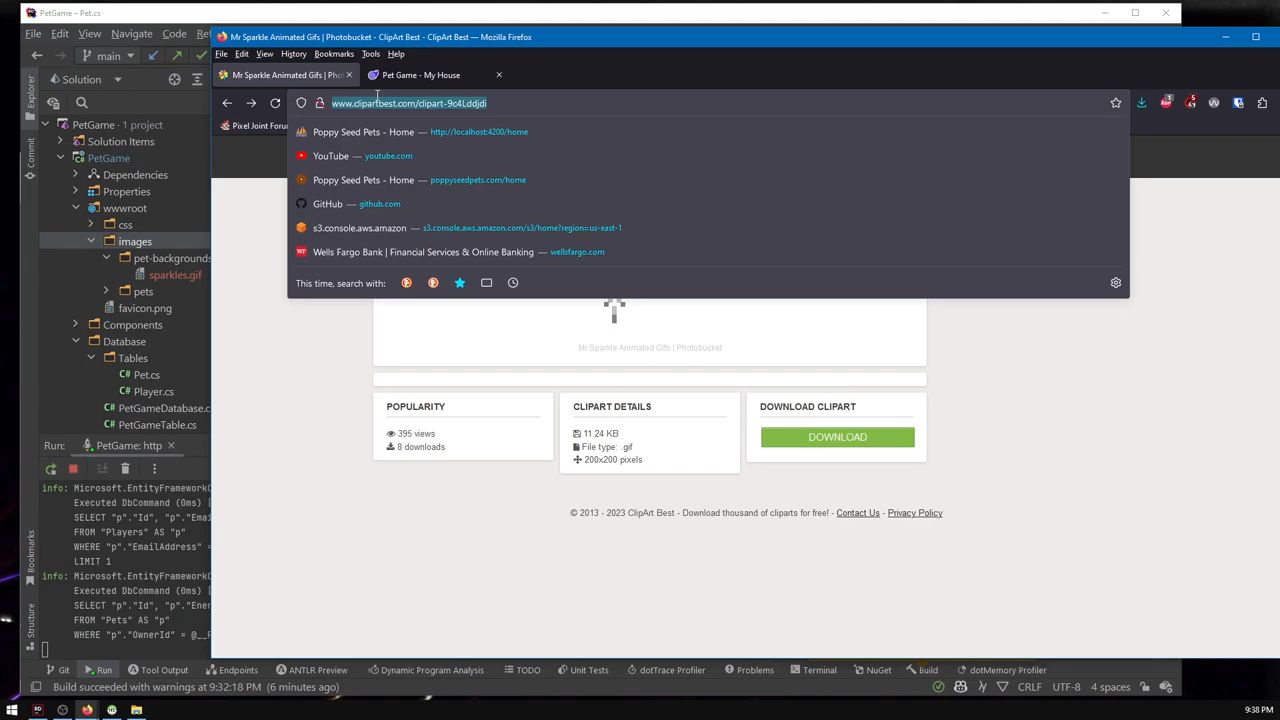 PetGame – Pet.cs
File Edit View Navigate Code
Mr Sparkle Animated Gifs | Photobucket - ClipArt Best - ClipArt Best — Mozilla Firefox
File Edit View History Bookmarks Tools Help
main
Mr Sparkle Animated Gifs | Phot
Pet Game - My House
Solution
www.clipartbest.com/clipart-9c4Lddjdi
Pixel Joint Forum
PetGame · 1 project
Solution Items
PetGame
Dependencies
Properties
wwwroot
css
images
pet-backgrounds
sparkles.gif
pets
favicon.png
Components
Database
Tables
Pet.cs
Player.cs
PetGameDatabase.c
PetGameTable.cs
Poppy Seed Pets - Home — http://localhost:4200/home
YouTube — youtube.com
Poppy Seed Pets - Home — poppyseedpets.com/home
GitHub — github.com
s3.console.aws.amazon — s3.console.aws.amazon.com/s3/home?region=us-east-1
Wells Fargo Bank | Financial Services & Online Banking — wellsfargo.com
This time, search with:
Mr Sparkle Animated Gifs | Photobucket
POPULARITY
395 views
8 downloads
CLIPART DETAILS
11.24 KB
File type: .gif
200x200 pixels
DOWNLOAD CLIPART
DOWNLOAD
© 2013 - 2023 ClipArt Best - Download thousand of cliparts for free! - Contact Us - Privacy Policy
Commit
Bookmarks
Structure
Run: PetGame: http
info: Microsoft.EntityFrameworkC
Executed DbCommand (0ms) [
SELECT "p"."Id", "p"."Emai
FROM "Players" AS "p"
WHERE "p"."EmailAddress" =
LIMIT 1
info: Microsoft.EntityFrameworkC
Executed DbCommand (0ms) [
SELECT "p"."Id", "p"."Ener
FROM "Pets" AS "p"
WHERE "p"."OwnerId" = @__p
Git Run Tool Output Endpoints ANTLR Preview Dynamic Program Analysis TODO Unit Tests dotTrace Profiler Problems Terminal NuGet Build dotMemory Profiler
Build succeeded with warnings at 9:32:18 PM (6 minutes ago)
CRLF UTF-8 4 spaces
9:38 PM